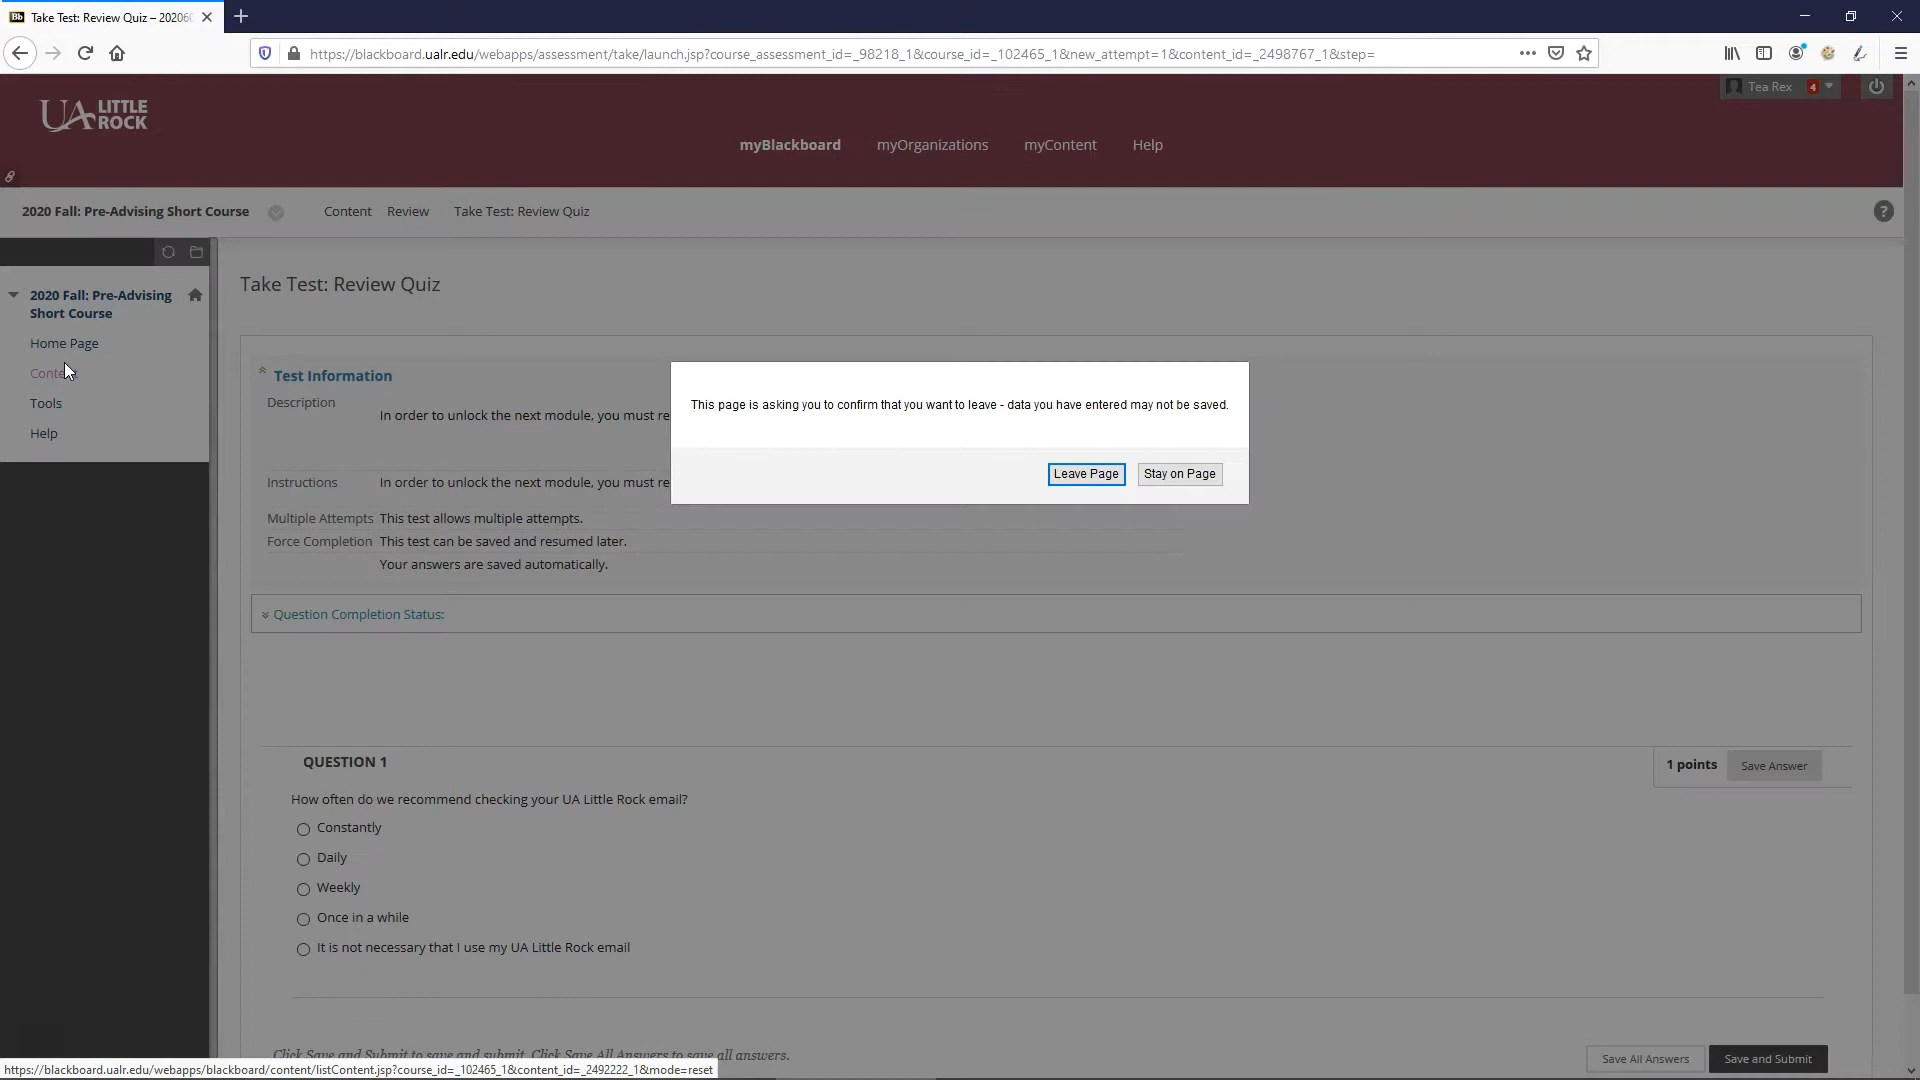 Bb Take Test: Review Quiz – 20206
https://blackboard.ualr.edu/webapps/assessment/take/launch.jsp?course_assessment_id=_98218_1&course_id=_102465_1&new_attempt=1&content_id=_2498767_1&step=
UA LITTLE ROCK
Tea Rex 4
myBlackboard myOrganizations myContent Help
2020 Fall: Pre-Advising Short Course Content Review Take Test: Review Quiz ?
2020 Fall: Pre-Advising
Short Course
Home Page
Tools
Help
Take Test: Review Quiz
Test Information
Description
In order to unlock the next module, you must re
This page is asking you to confirm that you want to leave - data you have entered may not be saved.
Leave Page Stay on Page
Instructions In order to unlock the next module, you must re
Multiple Attempts This test allows multiple attempts.
Force Completion This test can be saved and resumed later.
Your answers are saved automatically.
Question Completion Status:
QUESTION 1
1 points Save Answer
How often do we recommend checking your UA Little Rock email?
Constantly
Daily
Weekly
Once in a while
It is not necessary that I use my UA Little Rock email
Click Save and Submit to save and submit. Click Save All Answers to save all answers.
Save All Answers Save and Submit
https://blackboard.ualr.edu/webapps/blackboard/content/listContent.jsp?course_id=_102465_1&content_id=_2492222_1&mode=reset